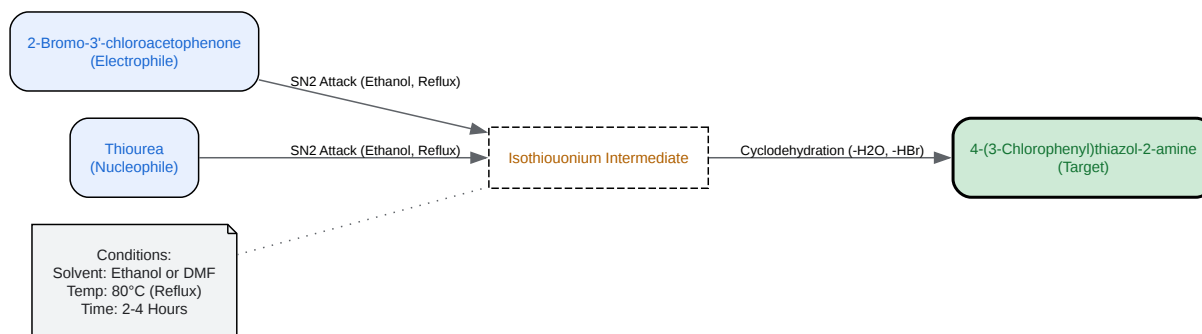 2-Bromo-3'-chloroacetophenone
(Electrophile)
SN2 Attack (Ethanol, Reflux)
Thiourea
(Nucleophile)
SN2 Attack (Ethanol, Reflux)
Isothiouonium Intermediate
Cyclodehydration (-H2O, -HBr)
4-(3-Chlorophenyl)thiazol-2-amine
(Target)
Conditions:
Solvent: Ethanol or DMF
Temp: 80°C (Reflux)
Time: 2-4 Hours